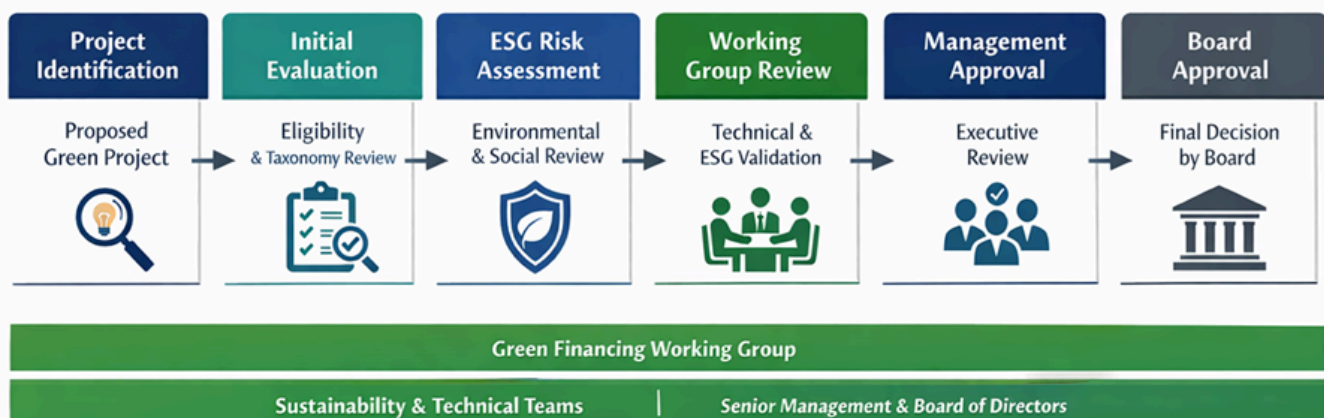 Project
Identification
Initial
Evaluation
ESG Risk
Assessment
Working
Group Review
Management
Approval
Board
Approval
Proposed
Green Project
Eligibility
& Taxonomy Review
Environmental
& Social Review
Technical &
ESG Validation
Executive
Review
Final Decision
by Board
Green Financing Working Group
Sustainability & Technical Teams | Senior Management & Board of Directors